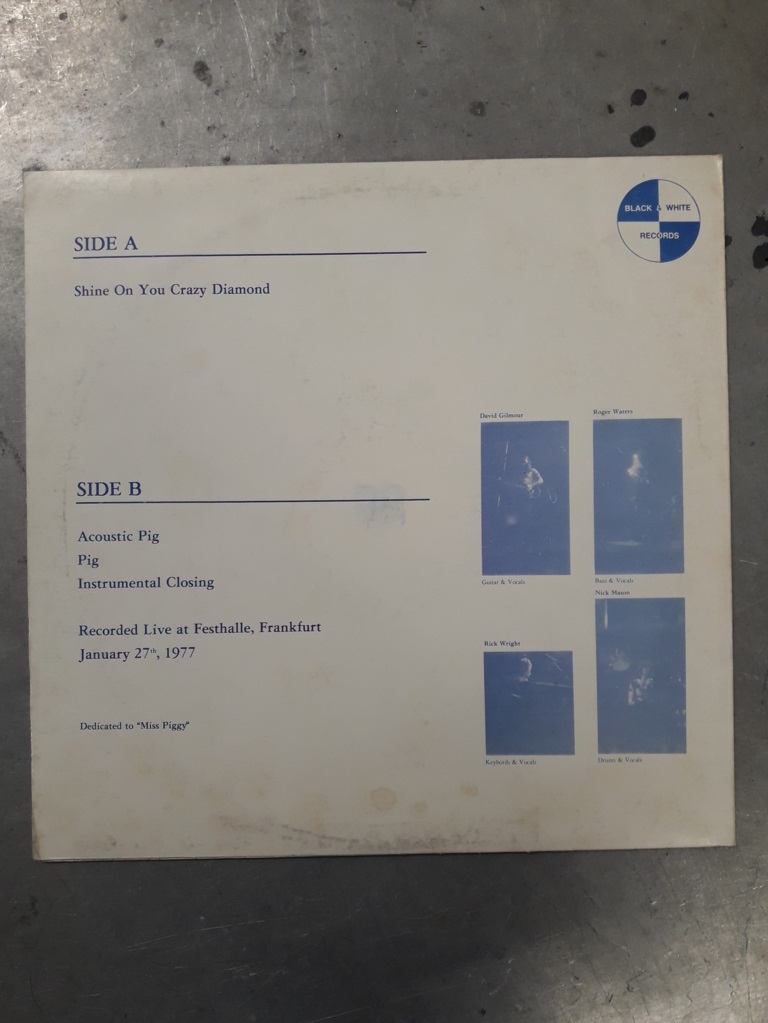 BLACK & WHITE
RECORDS
SIDE A
Shine On You Crazy Diamond
SIDE B
Acoustic Pig
Pig
Instrumental Closing
Recorded Live at Festhalle, Frankfurt
January 27th, 1977
Dedicated to "Miss Piggy"
David Gilmour
Guitar & Vocals
Roger Waters
Bass & Vocals
Rick Wright
Keybords & Vocals
Nick Mason
Drums & Vocals